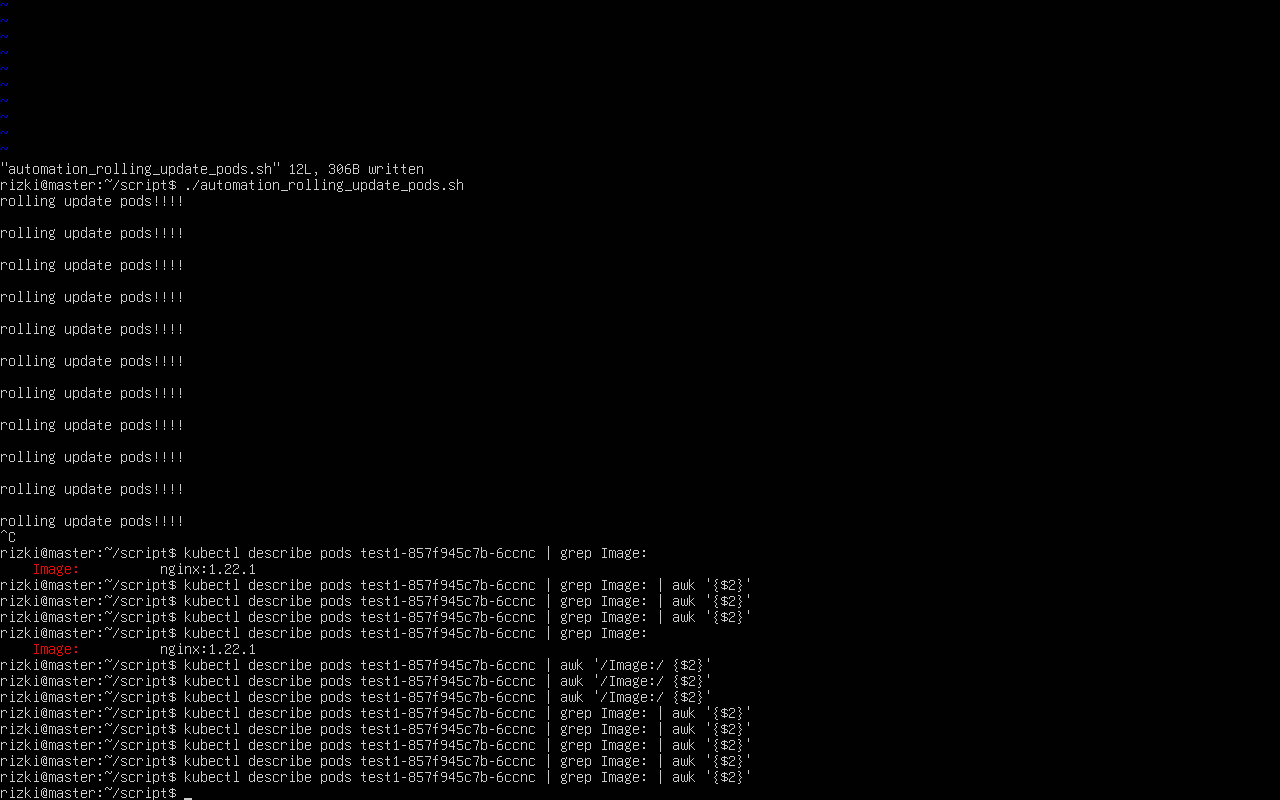 ~
~
~
~
~
~
~
~
~
~
"automation_rolling_update_pods.sh" 12L, 306B written
rizki@master:~/script$ ./automation_rolling_update_pods.sh
rolling update pods!!!!
rolling update pods!!!!
rolling update pods!!!!
rolling update pods!!!!
rolling update pods!!!!
rolling update pods!!!!
rolling update pods!!!!
rolling update pods!!!!
rolling update pods!!!!
rolling update pods!!!!
rolling update pods!!!!
^C
rizki@master:~/script$ kubectl describe pods test1-857f945c7b-6ccnc | grep Image:
    Image:          nginx:1.22.1
rizki@master:~/script$ kubectl describe pods test1-857f945c7b-6ccnc | grep Image: | awk '{$2}'
rizki@master:~/script$ kubectl describe pods test1-857f945c7b-6ccnc | grep Image: | awk '{$2}'
rizki@master:~/script$ kubectl describe pods test1-857f945c7b-6ccnc | grep Image: | awk '{$2}'
rizki@master:~/script$ kubectl describe pods test1-857f945c7b-6ccnc | grep Image:
    Image:          nginx:1.22.1
rizki@master:~/script$ kubectl describe pods test1-857f945c7b-6ccnc | awk '/Image:/ {$2}'
rizki@master:~/script$ kubectl describe pods test1-857f945c7b-6ccnc | awk '/Image:/ {$2}'
rizki@master:~/script$ kubectl describe pods test1-857f945c7b-6ccnc | awk '/Image:/ {$2}'
rizki@master:~/script$ kubectl describe pods test1-857f945c7b-6ccnc | grep Image: | awk '{$2}'
rizki@master:~/script$ kubectl describe pods test1-857f945c7b-6ccnc | grep Image: | awk '{$2}'
rizki@master:~/script$ kubectl describe pods test1-857f945c7b-6ccnc | grep Image: | awk '{$2}'
rizki@master:~/script$ kubectl describe pods test1-857f945c7b-6ccnc | grep Image: | awk '{$2}'
rizki@master:~/script$ kubectl describe pods test1-857f945c7b-6ccnc | grep Image: | awk '{$2}'
rizki@master:~/script$ _